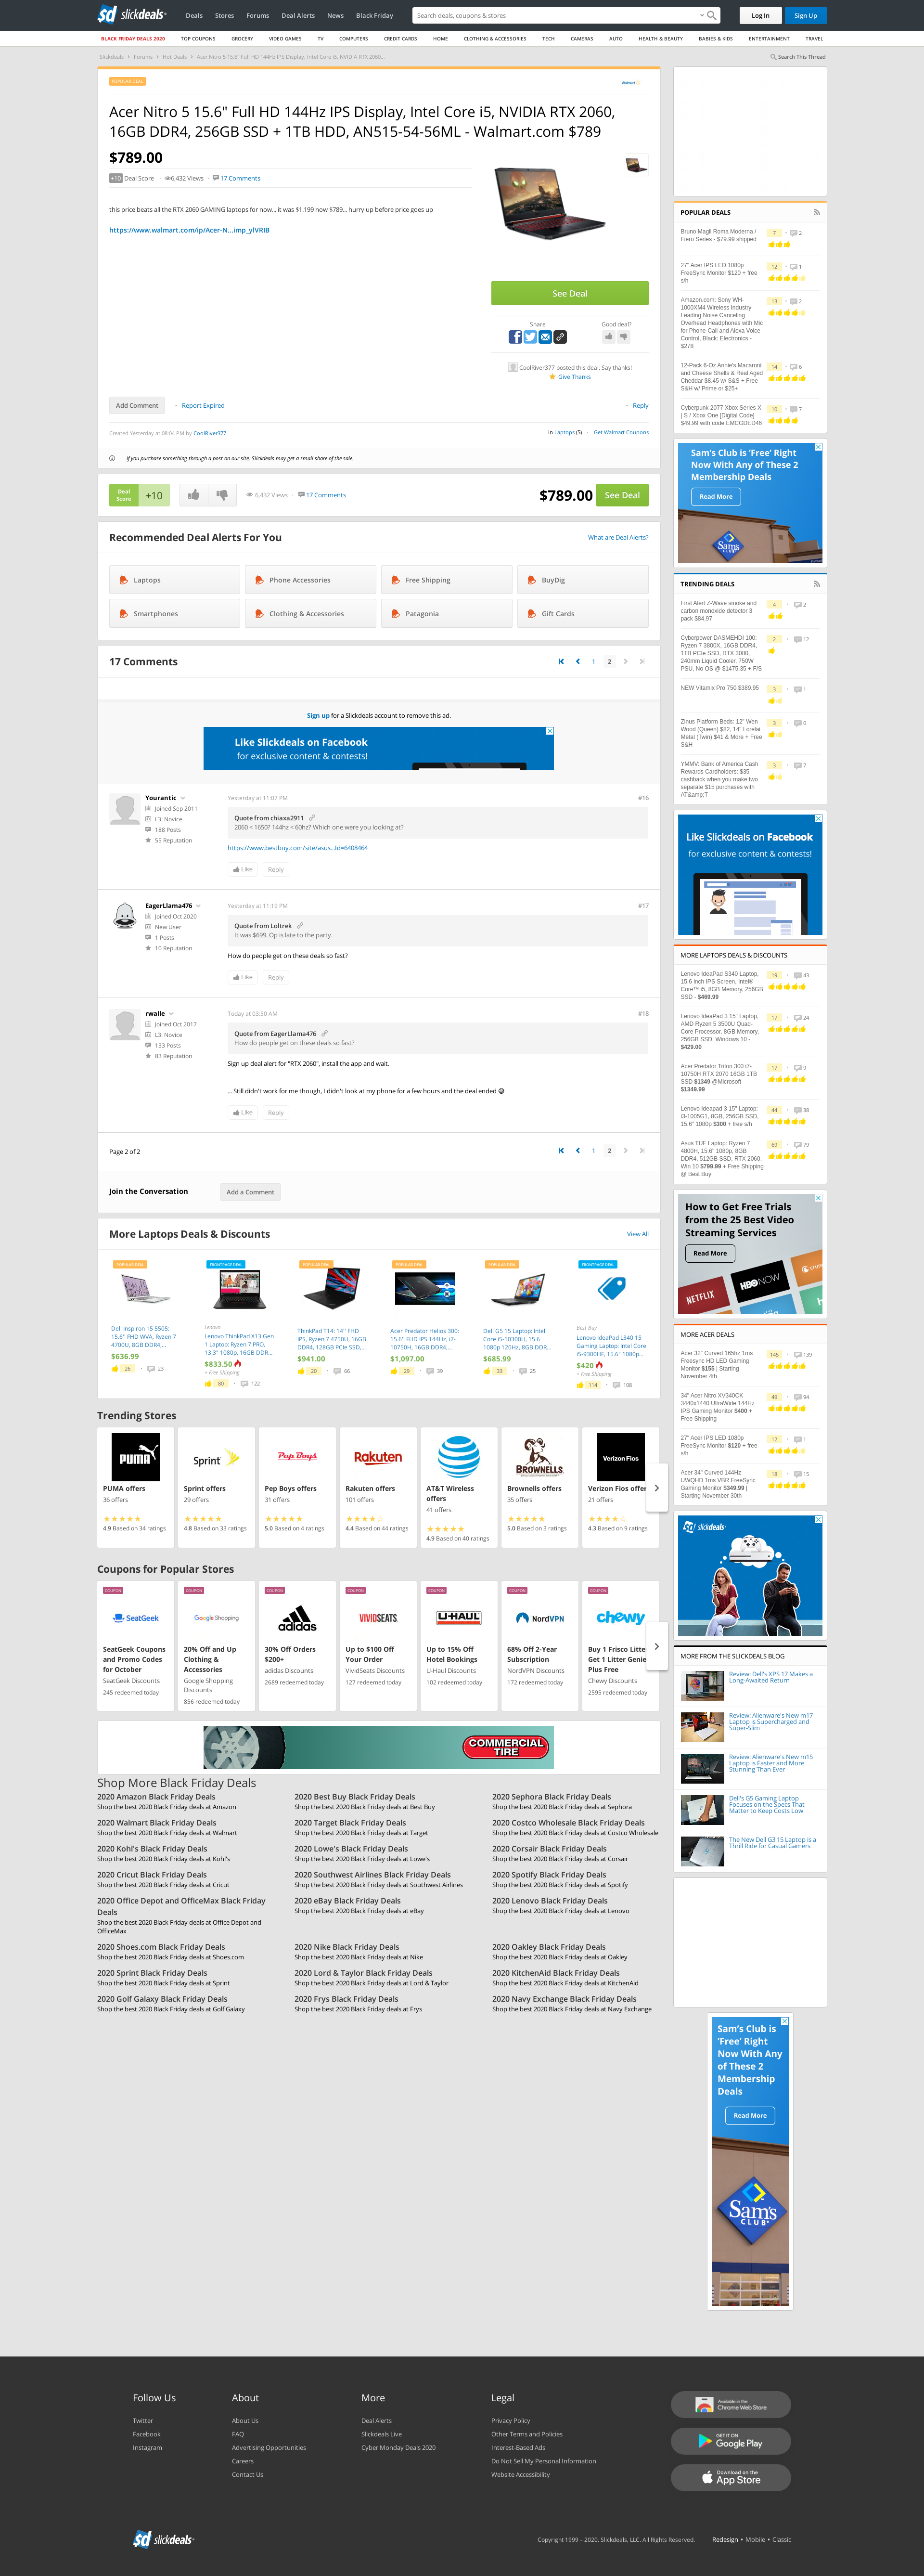 slickdeals
Deals Stores Forums Deal Alerts News Black Friday
Search deals, coupons & stores
Log In Sign Up
BLACK FRIDAY DEALS 2020 TOP COUPONS GROCERY VIDEO GAMES TV COMPUTERS CREDIT CARDS HOME CLOTHING & ACCESSORIES TECH CAMERAS AUTO HEALTH & BEAUTY BABIES & KIDS ENTERTAINMENT TRAVEL
Slickdeals > Forums > Hot Deals > Acer Nitro 5 15.6" Full HD 144Hz IPS Display, Intel Core i5, NVIDIA RTX 2060..
Search This Thread
POPULAR DEAL
Walmart
Acer Nitro 5 15.6" Full HD 144Hz IPS Display, Intel Core i5, NVIDIA RTX 2060,
16GB DDR4, 256GB SSD + 1TB HDD, AN515-54-56ML - Walmart.com $789
$789.00
+10 Deal Score 6,432 Views 17 Comments
this price beats all the RTX 2060 GAMING laptops for now... it was $1.199 now $789... hurry up before price goes up
https://www.walmart.com/ip/Acer-N...imp_ylVRIB
See Deal
Share
Good deal?
CoolRiver377 posted this deal. Say thanks!
Give Thanks
Add Comment Report Expired
Reply
Created Yesterday at 08:04 PM by CoolRiver377
in Laptops (5) Get Walmart Coupons
If you purchase something through a post on our site, Slickdeals may get a small share of the sale.
Deal Score +10
6,432 Views 17 Comments
$789.00 See Deal
Recommended Deal Alerts For You
What are Deal Alerts?
Laptops Phone Accessories Free Shipping BuyDig
Smartphones Clothing & Accessories Patagonia Gift Cards
17 Comments
1 2
Sign up for a Slickdeals account to remove this ad.
Like Slickdeals on Facebook
for exclusive content & contests!
Yourantic
Joined Sep 2011
L3: Novice
188 Posts
55 Reputation
Yesterday at 11:07 PM
#16
Quote from chiaxa2911
2060 < 1650? 144hz < 60hz? Which one were you looking at?
https://www.bestbuy.com/site/asus...Id=6408464
Like Reply
EagerLlama476
Joined Oct 2020
New User
1 Posts
10 Reputation
Yesterday at 11:19 PM
#17
Quote from Loltrek
It was $699. Op is late to the party.
How do people get on these deals so fast?
Like Reply
rwalle
Joined Oct 2017
L3: Novice
133 Posts
83 Reputation
Today at 03:50 AM
#18
Quote from EagerLlama476
How do people get on these deals so fast?
Sign up deal alert for "RTX 2060", install the app and wait.
... Still didn't work for me though, I didn't look at my phone for a few hours and the deal ended
Like Reply
Page 2 of 2
1 2
Join the Conversation
Add a Comment
More Laptops Deals & Discounts
View All
POPULAR DEAL
Dell Inspiron 15 5505:
15.6" FHD WVA, Ryzen 7
4700U, 8GB DDR4,...
$636.99
26 23
FRONTPAGE DEAL
Lenovo
Lenovo ThinkPad X13 Gen
1 Laptop: Ryzen 7 PRO,
13.3" 1080p, 16GB DDR...
$833.50
+ Free Shipping
80 122
POPULAR DEAL
ThinkPad T14: 14" FHD
IPS, Ryzen 7 4750U, 16GB
DDR4, 128GB PCIe SSD,...
$941.00
20 66
POPULAR DEAL
Acer Predator Helios 300:
15.6" FHD IPS 144Hz, i7-
10750H, 16GB DDR4,...
$1,097.00
29 39
POPULAR DEAL
Dell G5 15 Laptop: Intel
Core i5-10300H, 15.6
1080p 120Hz, 8GB DDR...
$685.99
33 25
FRONTPAGE DEAL
Best Buy
Lenovo IdeaPad L340 15
Gaming Laptop: Intel Core
i5-9300HF, 15.6" 1080p...
$420
+ Free Shipping
114 108
Trending Stores
PUMA
PUMA offers
36 offers
4.9 Based on 34 ratings
Sprint
Sprint offers
29 offers
4.8 Based on 33 ratings
Pep Boys
Pep Boys offers
31 offers
5.0 Based on 4 ratings
Rakuten
Rakuten offers
101 offers
4.4 Based on 44 ratings
AT&T Wireless
offers
41 offers
4.9 Based on 40 ratings
BROWNELLS
Brownells offers
35 offers
5.0 Based on 3 ratings
Verizon Fios
Verizon Fios offers
21 offers
4.3 Based on 9 ratings
Coupons for Popular Stores
COUPON
SeatGeek
SeatGeek Coupons
and Promo Codes
for October
SeatGeek Discounts
245 redeemed today
COUPON
Google Shopping
20% Off and Up
Clothing &
Accessories
Google Shopping
Discounts
856 redeemed today
COUPON
adidas
30% Off Orders
$200+
adidas Discounts
2689 redeemed today
COUPON
VIVIDSEATS
Up to $100 Off
Your Order
VividSeats Discounts
127 redeemed today
COUPON
U-HAUL
Up to 15% Off
Hotel Bookings
U-Haul Discounts
102 redeemed today
COUPON
NordVPN
68% Off 2-Year
Subscription
NordVPN Discounts
172 redeemed today
COUPON
chewy
Buy 1 Frisco Litter
Get 1 Litter Genie
Plus Free
Chewy Discounts
2595 redeemed today
COMMERCIAL
TIRE
Shop More Black Friday Deals
2020 Amazon Black Friday Deals
Shop the best 2020 Black Friday deals at Amazon
2020 Best Buy Black Friday Deals
Shop the best 2020 Black Friday deals at Best Buy
2020 Sephora Black Friday Deals
Shop the best 2020 Black Friday deals at Sephora
2020 Walmart Black Friday Deals
Shop the best 2020 Black Friday deals at Walmart
2020 Target Black Friday Deals
Shop the best 2020 Black Friday deals at Target
2020 Costco Wholesale Black Friday Deals
Shop the best 2020 Black Friday deals at Costco Wholesale
2020 Kohl's Black Friday Deals
Shop the best 2020 Black Friday deals at Kohl's
2020 Lowe's Black Friday Deals
Shop the best 2020 Black Friday deals at Lowe's
2020 Corsair Black Friday Deals
Shop the best 2020 Black Friday deals at Corsair
2020 Cricut Black Friday Deals
Shop the best 2020 Black Friday deals at Cricut
2020 Southwest Airlines Black Friday Deals
Shop the best 2020 Black Friday deals at Southwest Airlines
2020 Spotify Black Friday Deals
Shop the best 2020 Black Friday deals at Spotify
2020 Office Depot and OfficeMax Black Friday
Deals
Shop the best 2020 Black Friday deals at Office Depot and
OfficeMax
2020 eBay Black Friday Deals
Shop the best 2020 Black Friday deals at eBay
2020 Lenovo Black Friday Deals
Shop the best 2020 Black Friday deals at Lenovo
2020 Shoes.com Black Friday Deals
Shop the best 2020 Black Friday deals at Shoes.com
2020 Nike Black Friday Deals
Shop the best 2020 Black Friday deals at Nike
2020 Oakley Black Friday Deals
Shop the best 2020 Black Friday deals at Oakley
2020 Sprint Black Friday Deals
Shop the best 2020 Black Friday deals at Sprint
2020 Lord & Taylor Black Friday Deals
Shop the best 2020 Black Friday deals at Lord & Taylor
2020 KitchenAid Black Friday Deals
Shop the best 2020 Black Friday deals at KitchenAid
2020 Golf Galaxy Black Friday Deals
Shop the best 2020 Black Friday deals at Golf Galaxy
2020 Frys Black Friday Deals
Shop the best 2020 Black Friday deals at Frys
2020 Navy Exchange Black Friday Deals
Shop the best 2020 Black Friday deals at Navy Exchange
POPULAR DEALS
Bruno Magli Roma Moderna /
Fiero Series - $79.99 shipped
7 2
27" Acer IPS LED 1080p
FreeSync Monitor $120 + free
s/h
12 1
Amazon.com: Sony WH-
1000XM4 Wireless Industry
Leading Noise Canceling
Overhead Headphones with Mic
for Phone-Call and Alexa Voice
Control, Black: Electronics -
$278
13 2
12-Pack 6-Oz Annie's Macaroni
and Cheese Shells & Real Aged
Cheddar $8.45 w/ S&S + Free
S&H w/ Prime or $25+
14 6
Cyberpunk 2077 Xbox Series X
| S / Xbox One [Digital Code]
$49.99 with code EMCGDED46
10 7
Sam's Club is 'Free' Right
Now With Any of These 2
Membership Deals
Read More
Sam's
CLUB
TRENDING DEALS
First Alert Z-Wave smoke and
carbon monoxide detector 3
pack $84.97
4 2
Cyberpower DASMEHDI 100:
Ryzen 7 3800X, 16GB DDR4,
1TB PCIe SSD, RTX 3080,
240mm Liquid Cooler, 750W
PSU, No OS @ $1475.35 + F/S
2 12
NEW Vitamix Pro 750 $389.95
3 1
Zinus Platform Beds: 12" Wen
Wood (Queen) $82, 14" Lorelai
Metal (Twin) $41 & More + Free
S&H
3 0
YMMV: Bank of America Cash
Rewards Cardholders: $35
cashback when you make two
separate $15 purchases with
AT&amp;T
3 7
Like Slickdeals on Facebook
for exclusive content & contests!
MORE LAPTOPS DEALS & DISCOUNTS
Lenovo IdeaPad S340 Laptop,
15.6 inch IPS Screen, Intel®
Core™ i5, 8GB Memory, 256GB
SSD - $469.99
19 43
Lenovo IdeaPad 3 15" Laptop,
AMD Ryzen 5 3500U Quad-
Core Processor, 8GB Memory,
256GB SSD, Windows 10 -
$429.00
17 24
Acer Predator Triton 300 i7-
10750H RTX 2070 16GB 1TB
SSD $1349 @Microsoft
$1349.99
17 9
Lenovo Ideapad 3 15" Laptop:
i3-1005G1, 8GB, 256GB SSD,
15.6" 1080p $300 + free s/h
44 38
Asus TUF Laptop: Ryzen 7
4800H, 15.6" 1080p, 8GB
DDR4, 512GB SSD, RTX 2060,
Win 10 $799.99 + Free Shipping
@ Best Buy
69 79
How to Get Free Trials
from the 25 Best Video
Streaming Services
Read More
NETFLIX
HBO NOW
MORE ACER DEALS
Acer 32" Curved 165hz 1ms
Freesync HD LED Gaming
Monitor $155 | Starting
November 4th
145 139
34" Acer Nitro XV340CK
3440x1440 UltraWide 144Hz
IPS Gaming Monitor $400 +
Free Shipping
49 94
27" Acer IPS LED 1080p
FreeSync Monitor $120 + free
s/h
12 1
Acer 34" Curved 144Hz
UWQHD 1ms VBR FreeSync
Gaming Monitor $349.99 |
Starting November 30th
18 15
slickdeals
MORE FROM THE SLICKDEALS BLOG
Review: Dell's XPS 17 Makes a
Long-Awaited Return
Review: Alienware's New m17
Laptop is Supercharged and
Super-Slim
Review: Alienware's New m15
Laptop is Faster and More
Stunning Than Ever
Dell's G5 Gaming Laptop
Focuses on the Specs That
Matter to Keep Costs Low
The New Dell G3 15 Laptop is a
Thrill Ride for Casual Gamers
Sam's Club is
'Free' Right
Now With Any
of These 2
Membership
Deals
Read More
Sam's
CLUB
Follow Us
Twitter
Facebook
Instagram
About
About Us
FAQ
Advertising Opportunities
Careers
Contact Us
More
Deal Alerts
Slickdeals Live
Cyber Monday Deals 2020
Legal
Privacy Policy
Other Terms and Policies
Interest-Based Ads
Do Not Sell My Personal Information
Website Accessibility
Available in the
Chrome Web Store
GET IT ON
Google Play
Download on the
App Store
slickdeals
Copyright 1999 – 2020. Slickdeals, LLC. All Rights Reserved.
Redesign • Mobile • Classic